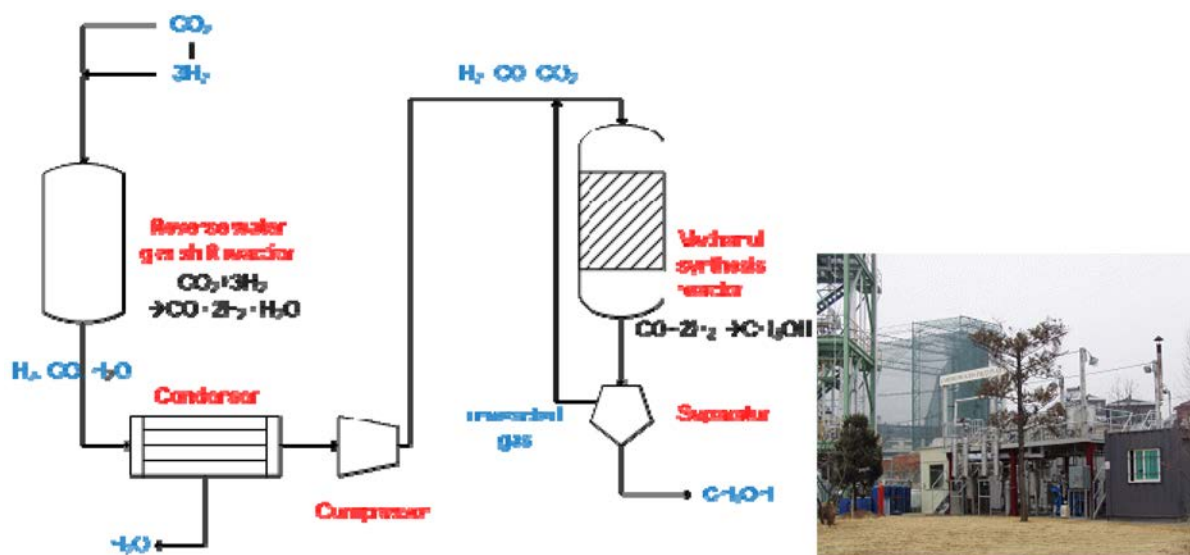 CO₂
3H₂
H₂ CO CO₂
Reverse water
gas shift reactor
CO₂+3H₂
→CO+2H₂+H₂O
Methanol
synthesis
reactor
CO+2H₂ →CH₃OH
H₂ CO H₂O
Condenser
Unreacted
gas
Separator
Compressor
CH₃OH
H₂O